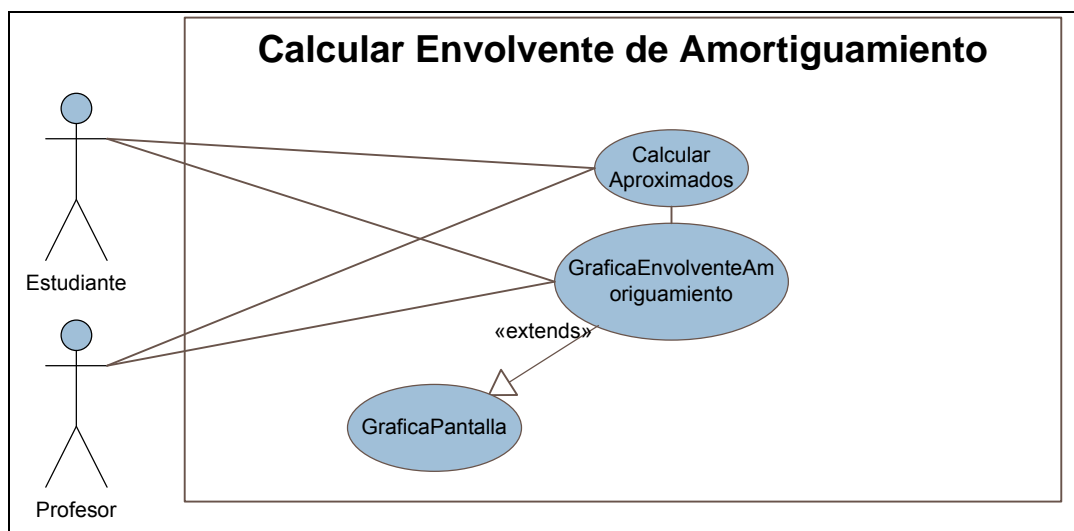 Calcular Envolvente de Amortiguamiento
Calcular
Aproximados
Estudiante
GraficaEnvolventeAm
origuamiento
«extends»
GraficaPantalla
Profesor